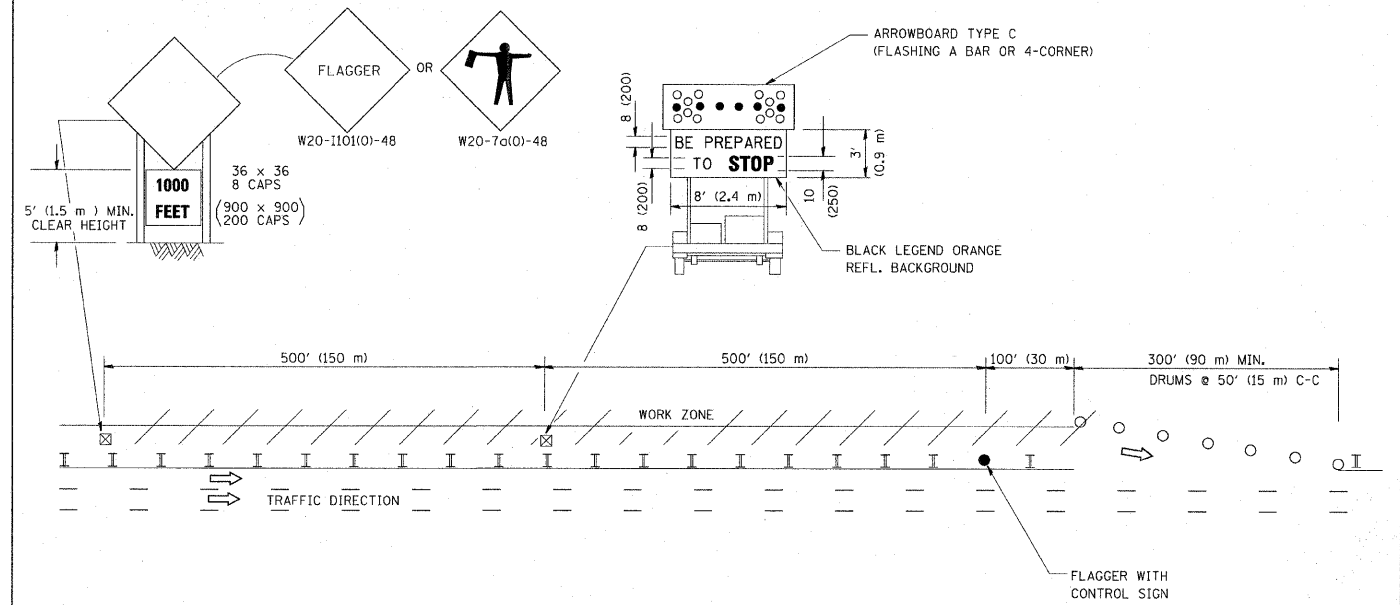 FLAGGER
OR
W20-I101(O)-48
W20-7a(O)-48
1000
FEET
36 x 36
8 CAPS
(900 x 900)
200 CAPS
5' (1.5 m ) MIN.
CLEAR HEIGHT
ARROWBOARD TYPE C
(FLASHING A BAR OR 4-CORNER)
8 (200)
8 (200)
BE PREPARED
TO STOP
3'
(0.9 m)
8' (2.4 m)
10
(250)
BLACK LEGEND ORANGE
REFL. BACKGROUND
500' (150 m)
500' (150 m)
100' (30 m)
300' (90 m) MIN.
DRUMS @ 50' (15 m) C-C
WORK ZONE
TRAFFIC DIRECTION
FLAGGER WITH
CONTROL SIGN